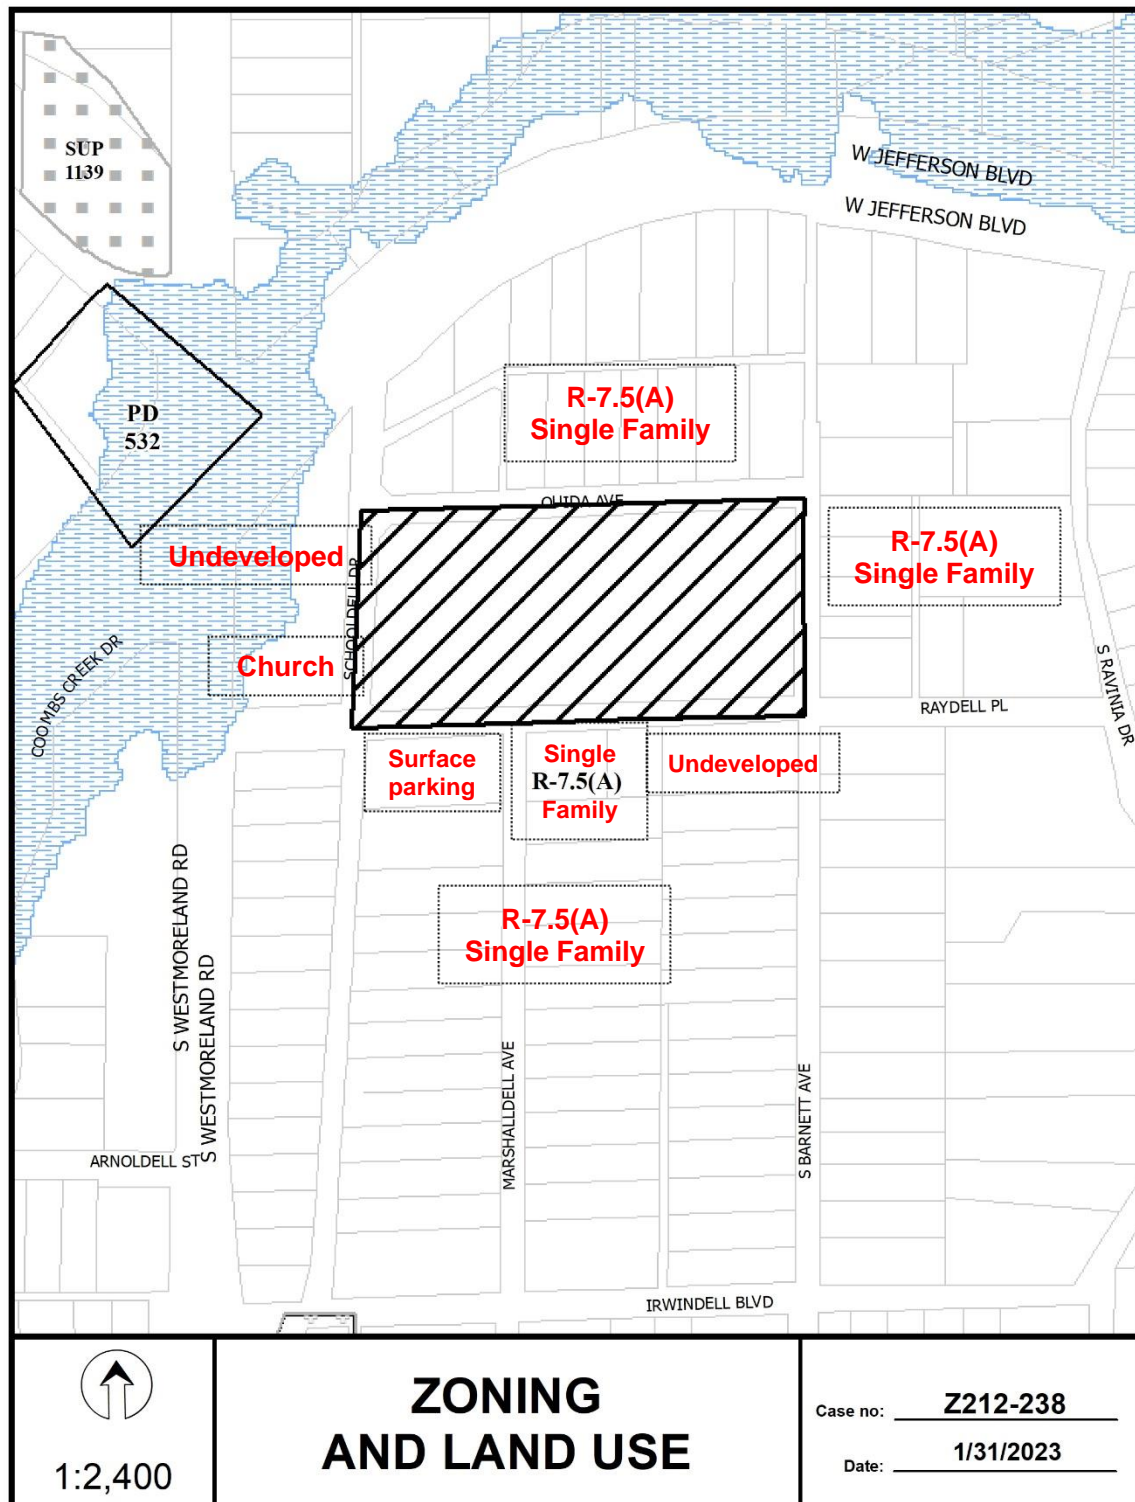 SUP
1139
W JEFFERSON BLVD
W JEFFERSON BLVD
PD
532
R-7.5(A)
Single Family
OUIDA AVE
Undeveloped
SCHOOLDELL DR
R-7.5(A)
Single Family
Church
COOMBS CREEK DR
S RAVINIA DR
RAYDELL PL
Surface
parking
Single
R-7.5(A)
Family
Undeveloped
R-7.5(A)
Single Family
S WESTMORELAND RD
S WESTMORELAND RD
MARSHALLDELL AVE
S BARNETT AVE
ARNOLDELL ST
IRWINDELL BLVD
1:2,400
ZONING
AND LAND USE
Case no: Z212-238
Date: 1/31/2023